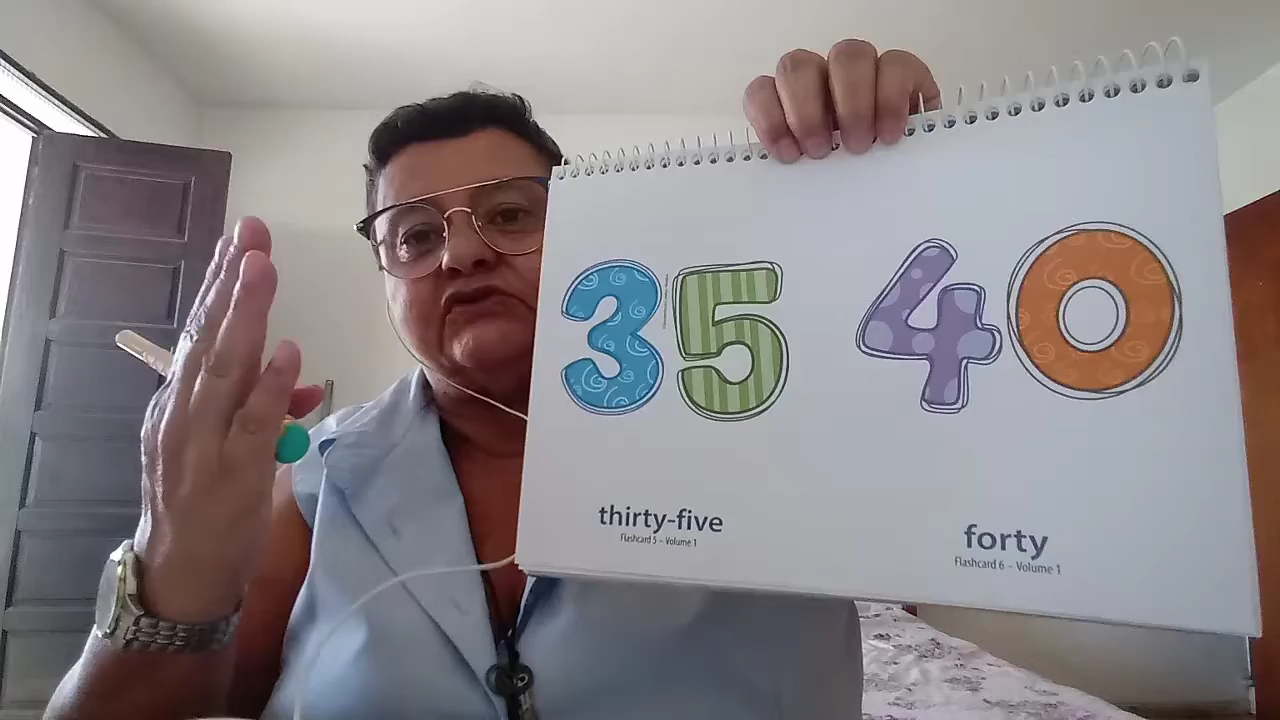 35
40
thirty-five
Flashcard 5 – Volume 1
forty
Flashcard 6 – Volume 1